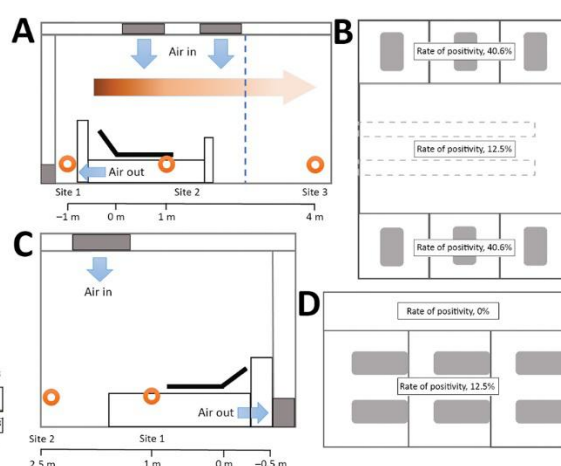 A
Air in
Air out
Site 1
Site 2
Site 3
−1 m
0 m
1 m
4 m
B
Rate of positivity, 40.6%
Rate of positivity, 12.5%
Rate of positivity, 40.6%
C
Air in
Air out
Site 2
Site 1
2.5 m
1 m
0 m
−0.5 m
D
Rate of positivity, 0%
Rate of positivity, 12.5%